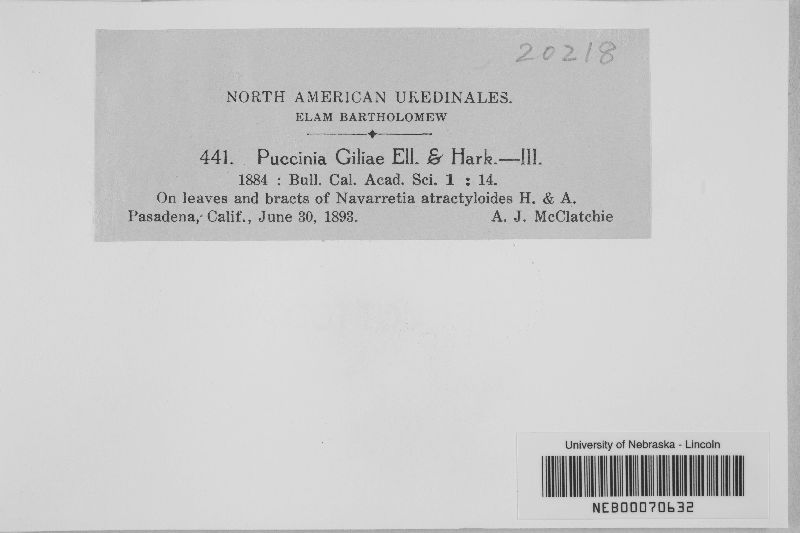 20218
NORTH AMERICAN UREDINALES.
ELAM BARTHOLOMEW
441. Puccinia Giliae Ell. & Hark.—III.
1884 : Bull. Cal. Acad. Sci. 1 : 14.
On leaves and bracts of Navarretia atractyloides H. & A.
Pasadena, Calif., June 30, 1893. A. J. McClatchie
University of Nebraska - Lincoln
NEB00070632